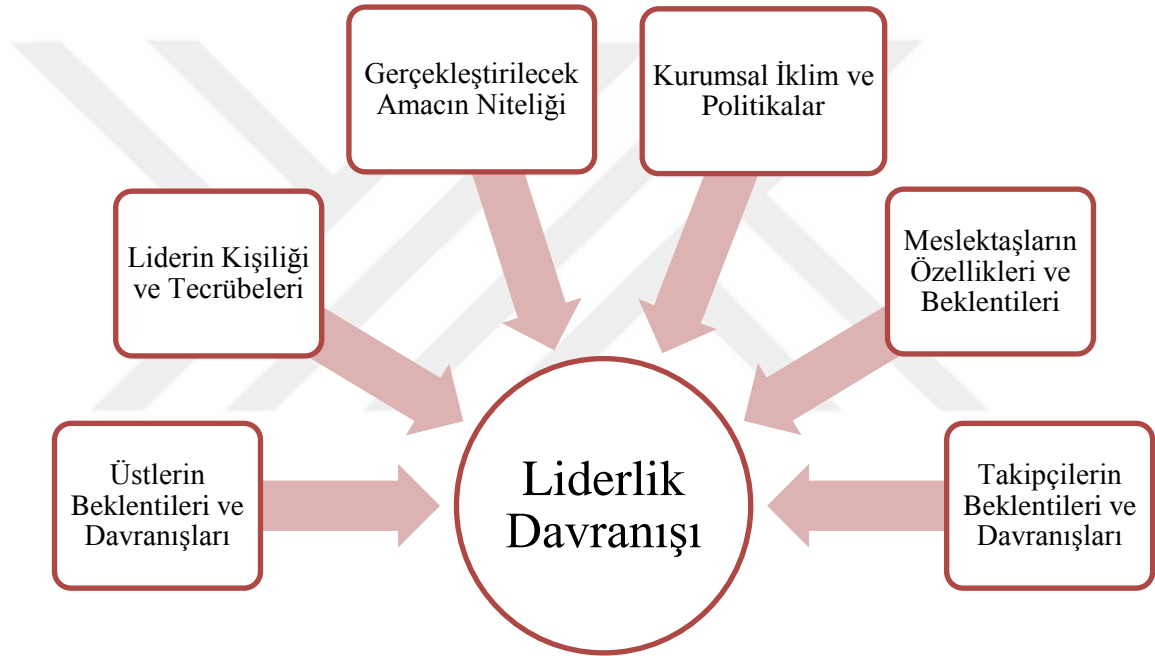 Gerçekleştirilecek
Amacın Niteliği
Kurumsal İklim ve
Politikalar
Liderin Kişiliği
ve Tecrübeleri
Meslektaşların
Özellikleri ve
Beklentileri
Üstlerin
Beklentileri ve
Davranışları
Liderlik
Davranışı
Takipçilerin
Beklentileri ve
Davranışları